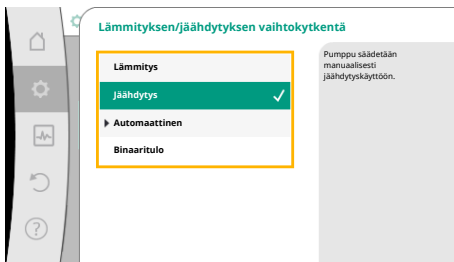 Lämmityksen/jäähdytyksen vaihtokytkentä
Lämmitys
Jäähdytys
Automaattinen
Binaaritulo
Pumppu säädetään
manuaalisesti
jäähdytyskäyttöön.
?